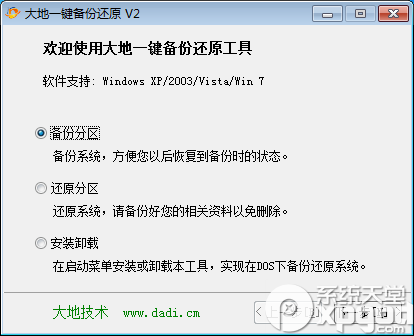 大地一键备份还原 V2
欢迎使用大地一键备份还原工具
软件支持: Windows XP/2003/Vista/Win 7
备份分区
备份系统，方便您以后恢复到备份时的状态。
还原分区
还原系统，请备份好您的相关资料以免删除。
安装卸载
在启动菜单安装或卸载本工具，实现在DOS下备份还原系统。
大地技术 www.dadi.cm
系统天堂